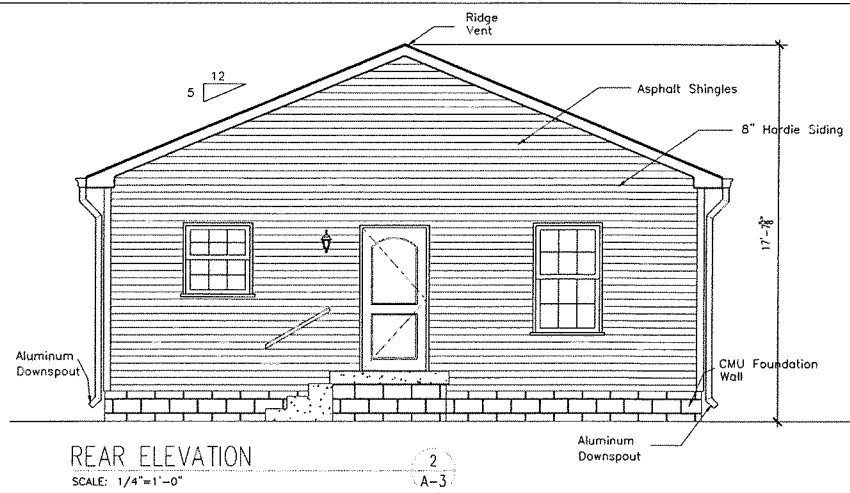 Ridge
Vent
12
5
Asphalt Shingles
8" Hardie Siding
17'-7⅝"
Aluminum
Downspout
CMU Foundation
Wall
Aluminum
Downspout
REAR ELEVATION
SCALE: 1/4"=1'-0"
2
A-3